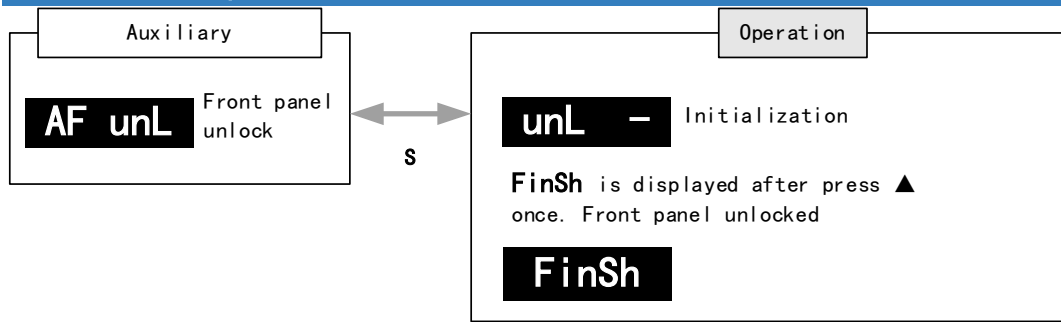 Auxiliary
AF unL
Front panel
unlock
S
Operation
unL －
Initialization
FinSh is displayed after press ▲
once. Front panel unlocked
FinSh